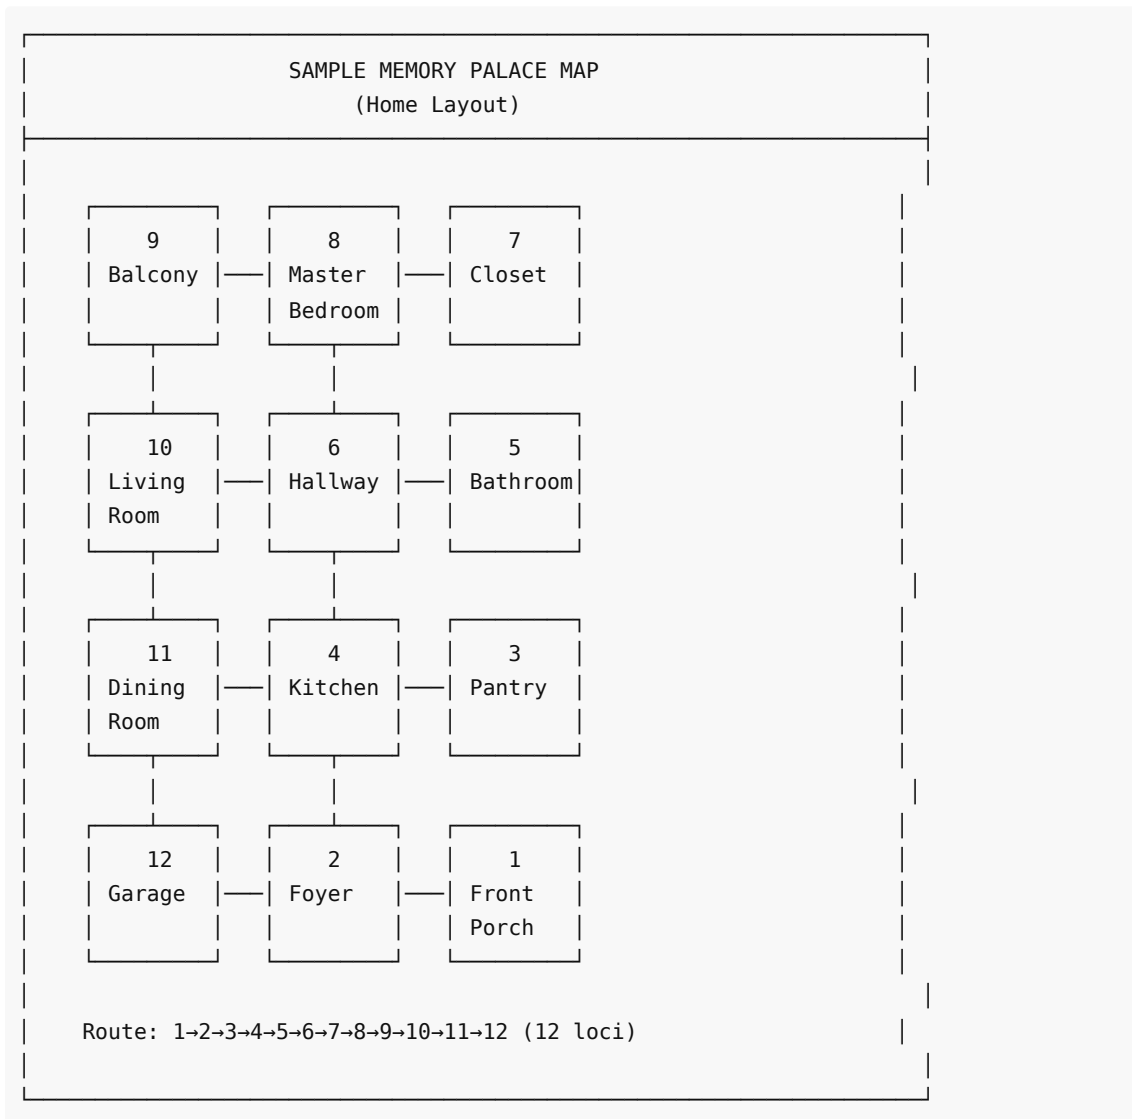 SAMPLE MEMORY PALACE MAP
(Home Layout)
9 8 7
Balcony Master Closet
Bedroom
10 6 5
Living Hallway Bathroom
Room
11 4 3
Dining Kitchen Pantry
Room
12 2 1
Garage Foyer Front
Porch
Route: 1→2→3→4→5→6→7→8→9→10→11→12 (12 loci)